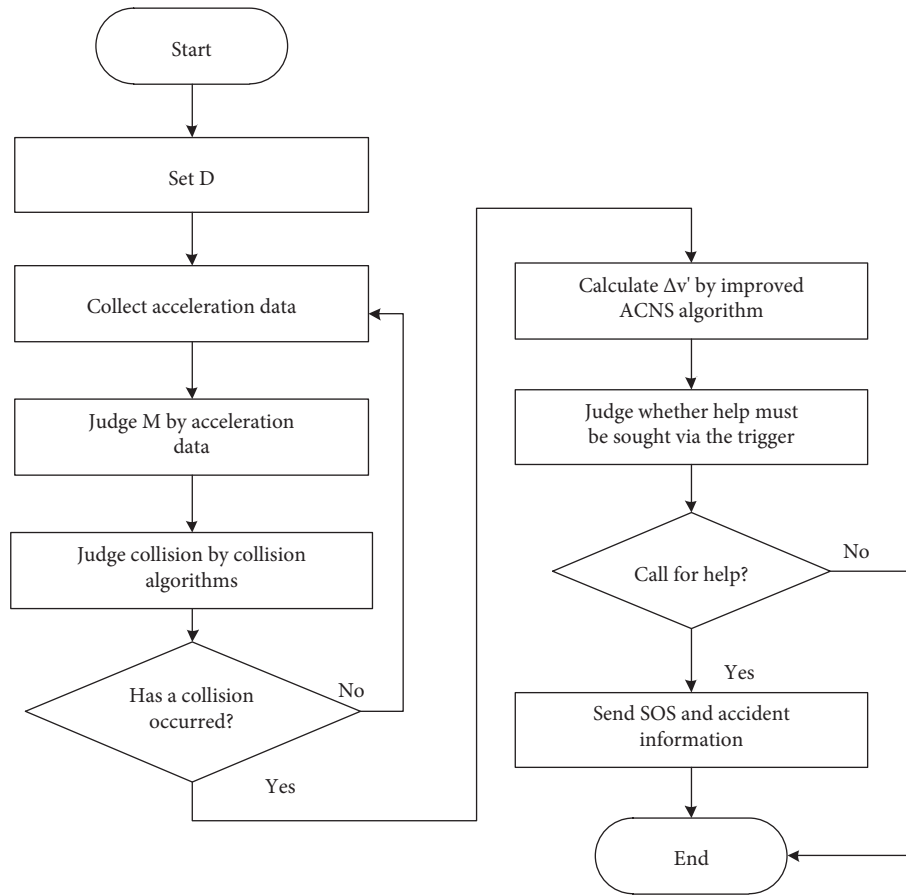 Start
Set D
Collect acceleration data
Judge M by acceleration
data
Judge collision by collision
algorithms
Has a collision
occurred?
No
Yes
Calculate Δv' by improved
ACNS algorithm
Judge whether help must
be sought via the trigger
Call for help?
No
Yes
Send SOS and accident
information
End